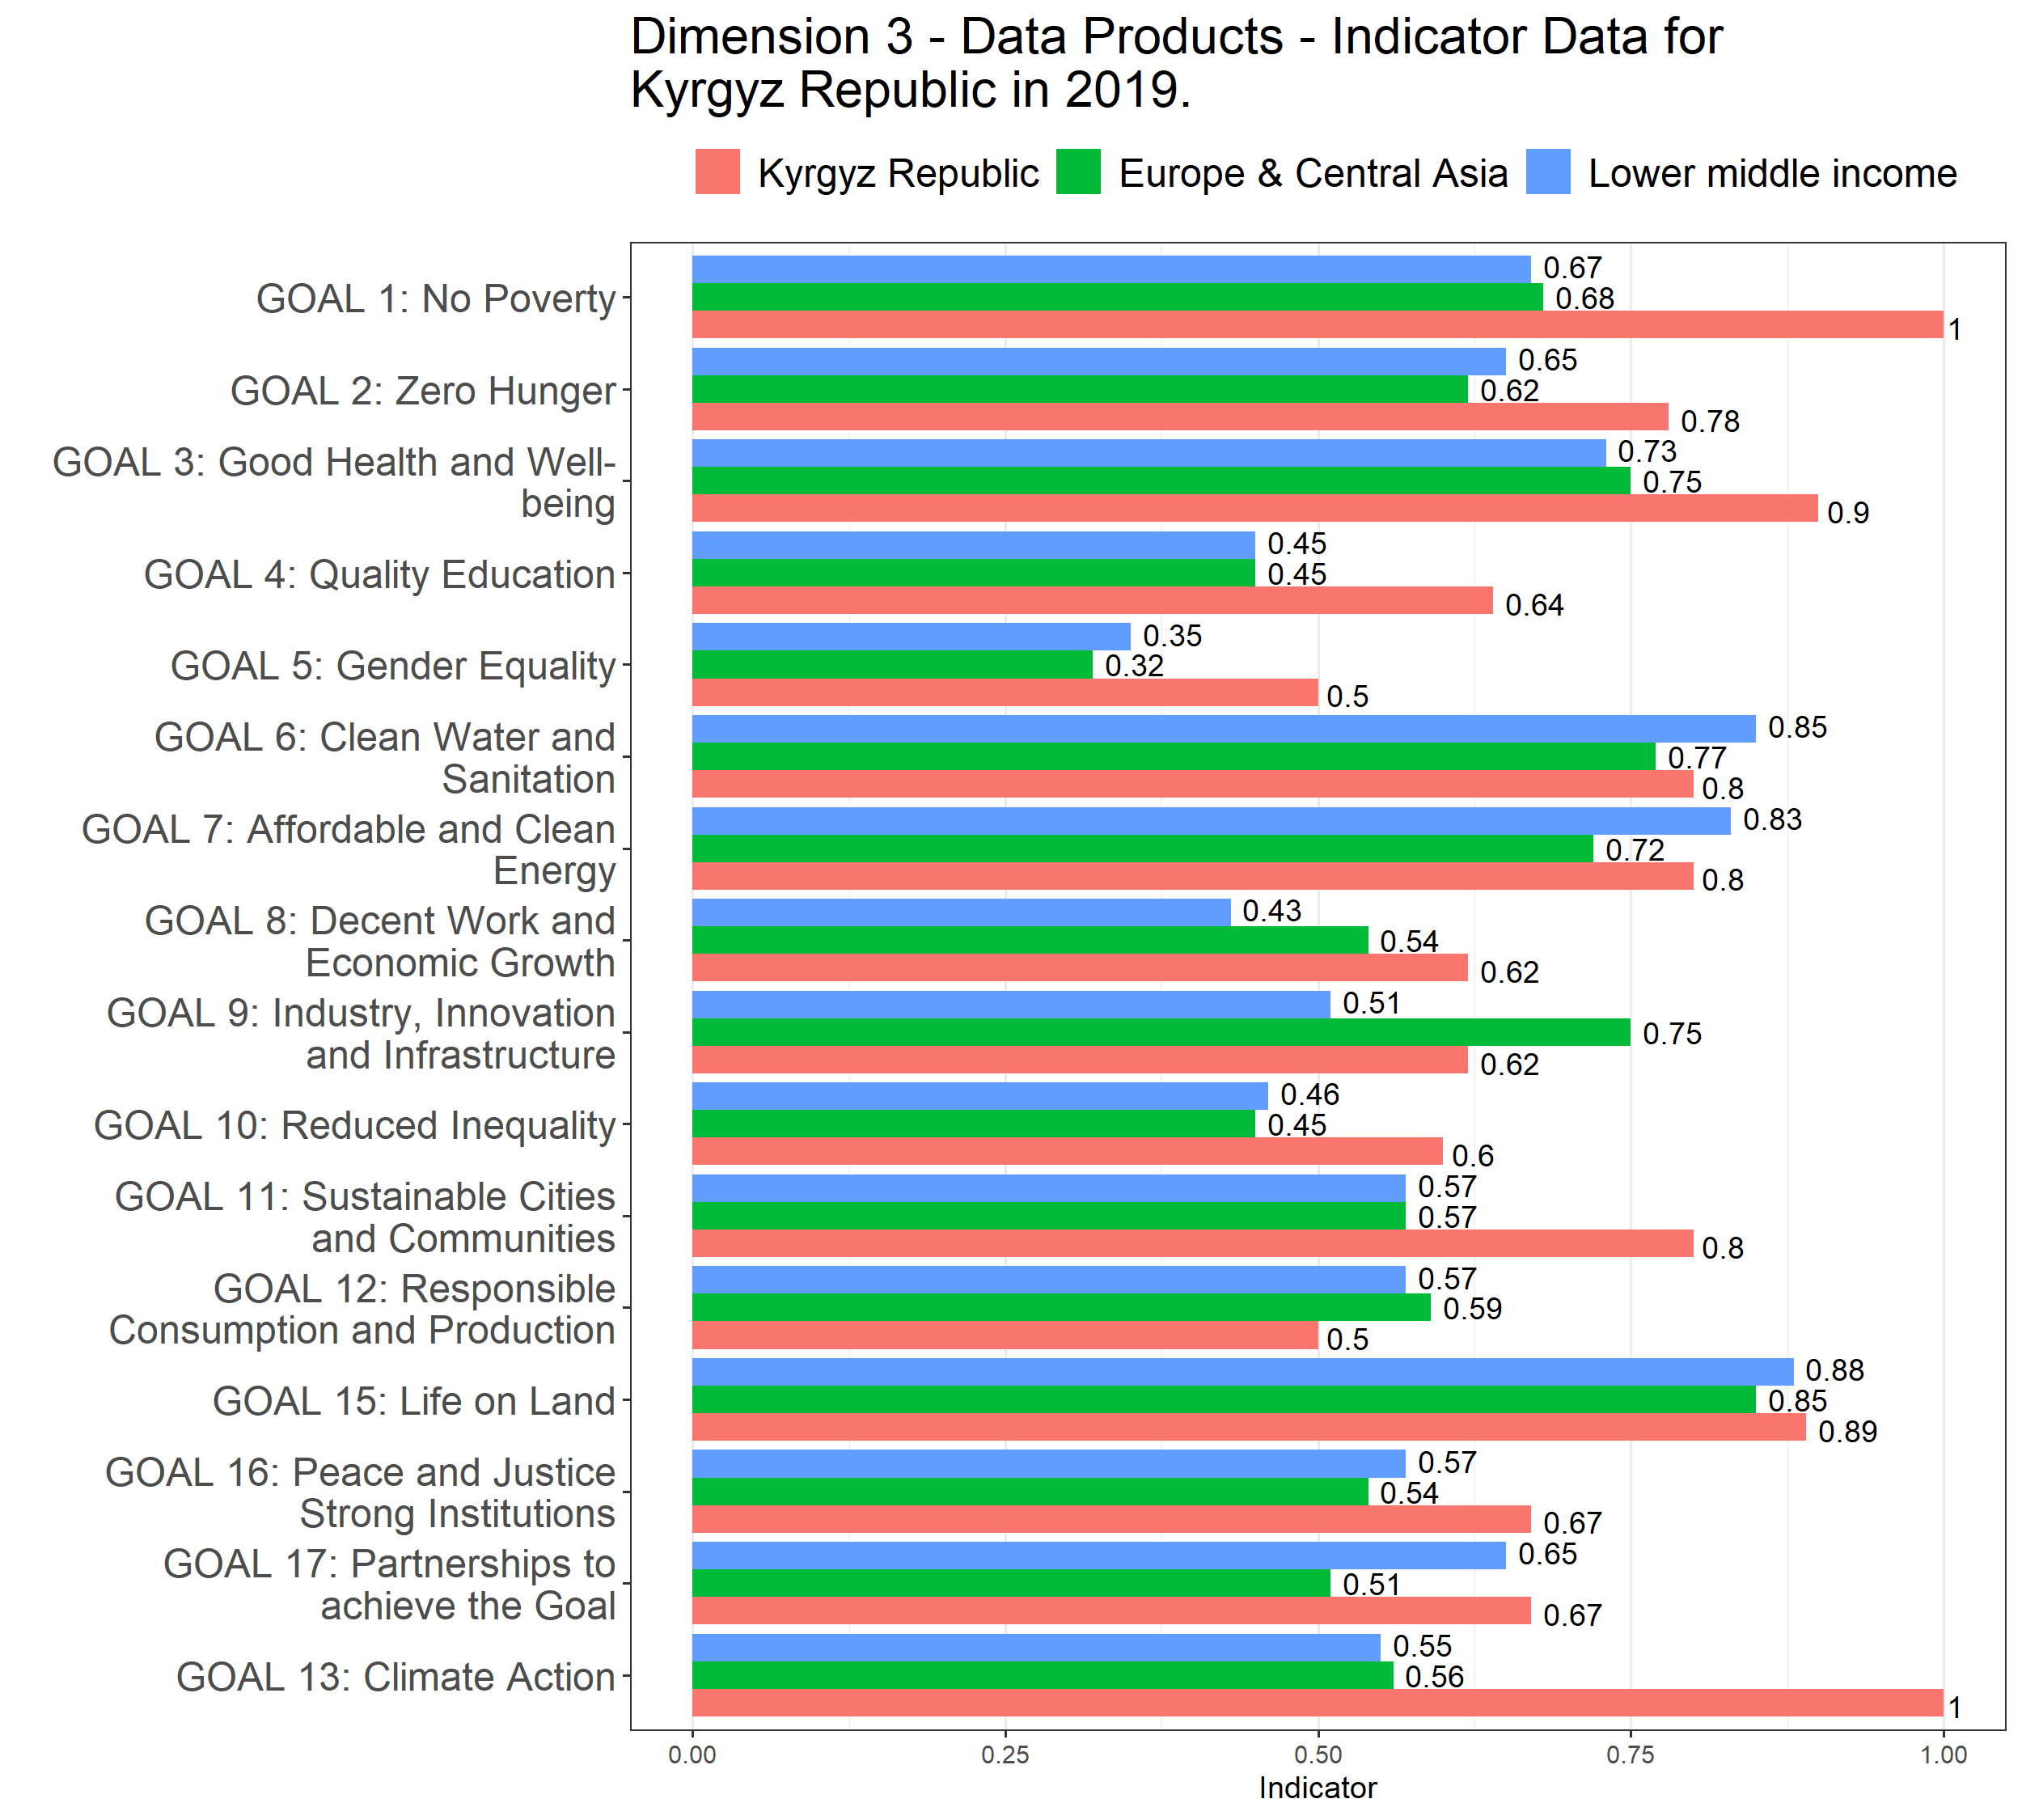 Dimension 3 - Data Products - Indicator Data for
Kyrgyz Republic in 2019.
Kyrgyz Republic Europe & Central Asia Lower middle income
GOAL 1: No Poverty
0.67
0.68
1
GOAL 2: Zero Hunger
0.65
0.62
0.78
GOAL 3: Good Health and Well-
being
0.73
0.75
0.9
GOAL 4: Quality Education
0.45
0.45
0.64
GOAL 5: Gender Equality
0.35
0.32
0.5
GOAL 6: Clean Water and
Sanitation
0.85
0.77
0.8
GOAL 7: Affordable and Clean
Energy
0.83
0.72
0.8
GOAL 8: Decent Work and
Economic Growth
0.43
0.54
0.62
GOAL 9: Industry, Innovation
and Infrastructure
0.51
0.75
0.62
GOAL 10: Reduced Inequality
0.46
0.45
0.6
GOAL 11: Sustainable Cities
and Communities
0.57
0.57
0.8
GOAL 12: Responsible
Consumption and Production
0.57
0.59
0.5
GOAL 15: Life on Land
0.88
0.85
0.89
GOAL 16: Peace and Justice
Strong Institutions
0.57
0.54
0.67
GOAL 17: Partnerships to
achieve the Goal
0.65
0.51
0.67
GOAL 13: Climate Action
0.55
0.56
1
0.00 0.25 0.50 0.75 1.00
Indicator